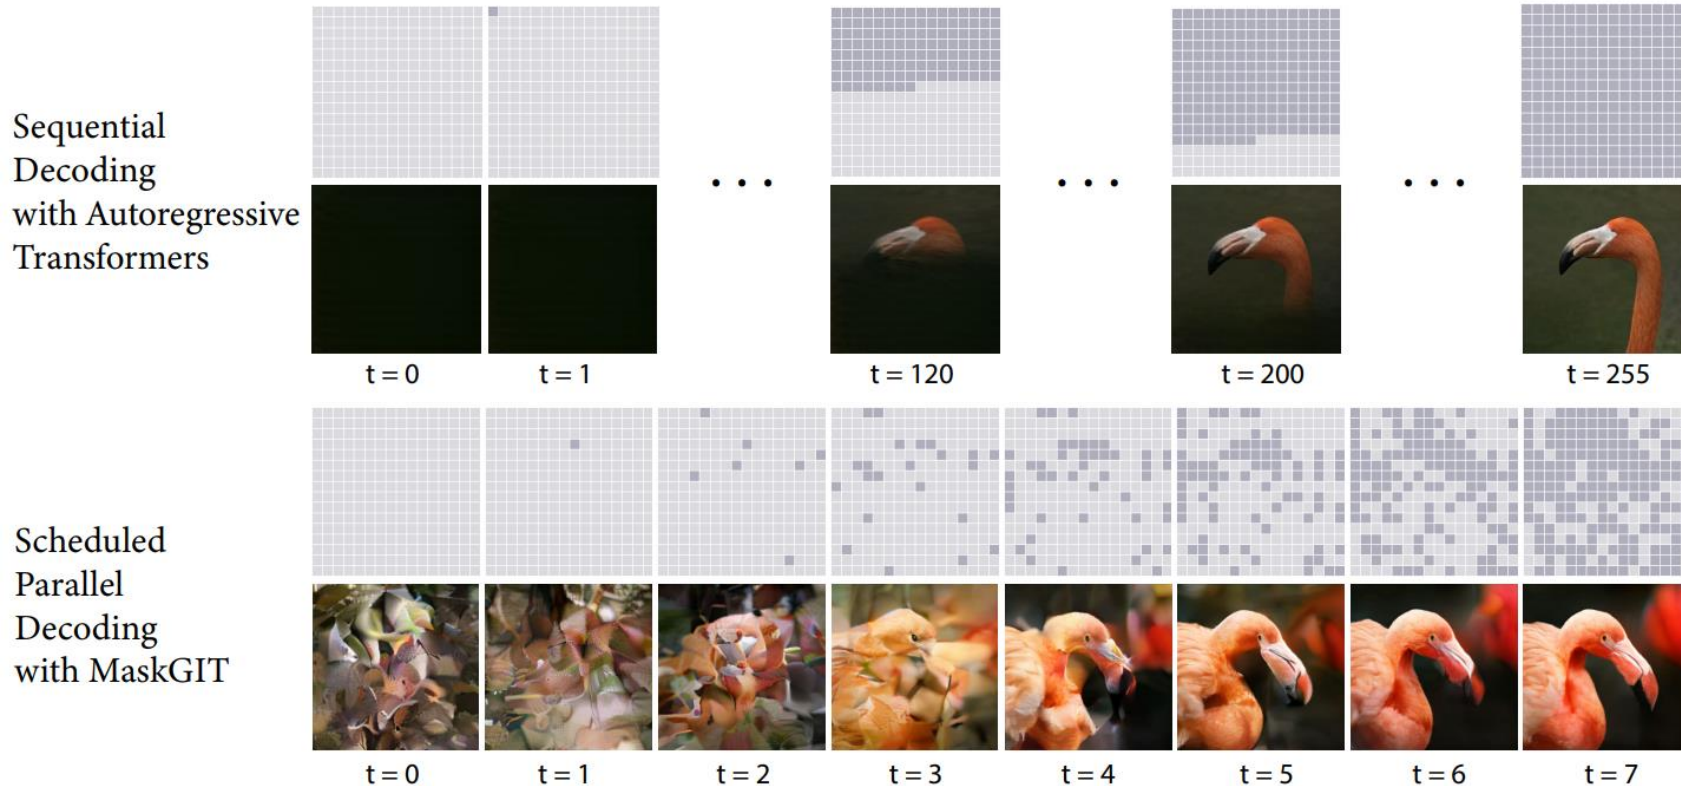 Sequential
Decoding
with Autoregressive
Transformers
• • •
• • •
• • •
t = 0
t = 1
t = 120
t = 200
t = 255
Scheduled
Parallel
Decoding
with MaskGIT
t = 0
t = 1
t = 2
t = 3
t = 4
t = 5
t = 6
t = 7